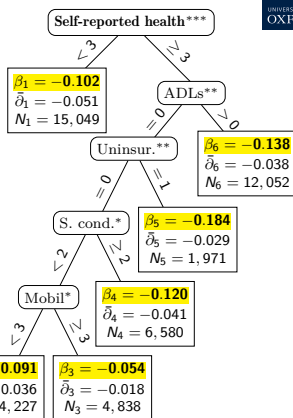 UNIVERS
OXF
Self-reported health***
< 3
≥ 3
β₁ = −0.102
∂̄₁ = −0.051
N₁ = 15,049
ADLs**
= 0
> 0
Uninsur.**
β₆ = −0.138
∂̄₆ = −0.038
N₆ = 12,052
= 0
= 1
S. cond.*
β₅ = −0.184
∂̄₅ = −0.029
N₅ = 1,971
< 2
≥ 2
Mobil*
β₄ = −0.120
∂̄₄ = −0.041
N₄ = 6,580
< 3
≥ 3
0.091
0.036
4,227
β₃ = −0.054
∂̄₃ = −0.018
N₃ = 4,838